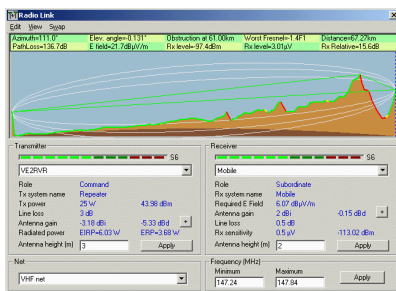 Radio Link
Edit View Swap
Azimuth=111.0° Elev. angle=-0.131° Obstruction at 61.00km Worst Fresnel=-1.4F1 Distance=67.27km
PathLoss=136.7dB E field=21.7dBµV/m Rx level=-97.4dBm Rx level=3.01µV Rx Relative=15.6dB
Transmitter
S6
VE2RVR
Role Command
Tx system name Repeater
Tx power 25 W 43.98 dBm
Line loss 3 dB
Antenna gain -3.18 dBi -5.33 dBd +
Radiated power EIRP=6.03 W ERP=3.68 W
Antenna height (m) 3 Apply
Receiver
S6
Mobile
Role Subordinate
Rx system name Mobile
Required E Field 6.07 dBµV/m
Antenna gain 2 dBi -0.15 dBd +
Line loss 0.5 dB
Rx sensitivity 0.5 µV -113.02 dBm
Antenna height (m) 2 Apply
Net
VHF net
Frequency (MHz)
Minimum Maximum
147.24 147.84 Apply